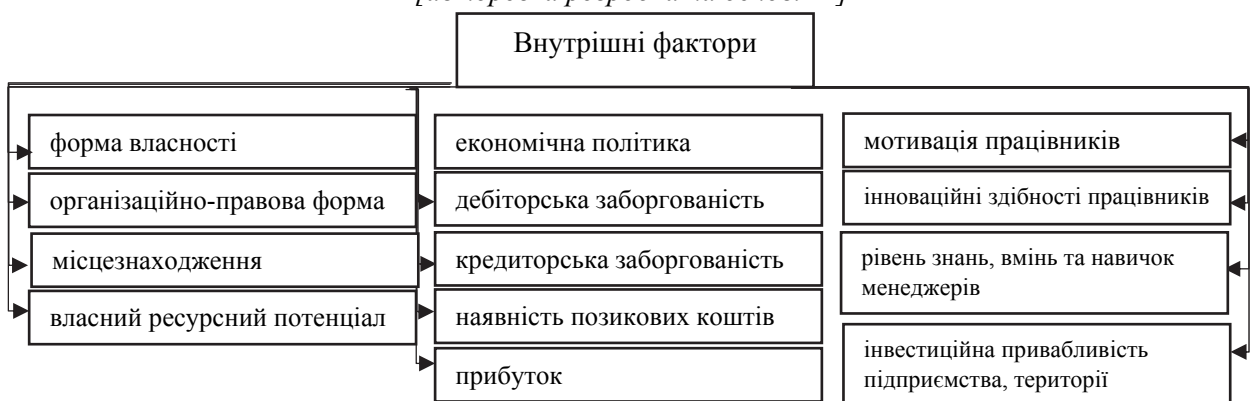 Внутрішні фактори
форма власності
організаційно-правова форма
місцезнаходження
власний ресурсний потенціал
економічна політика
дебіторська заборгованість
кредиторська заборгованість
наявність позикових коштів
прибуток
мотивація працівників
інноваційні здібності працівників
рівень знань, вмінь та навичок
менеджерів
інвестиційна привабливість
підприємства, території